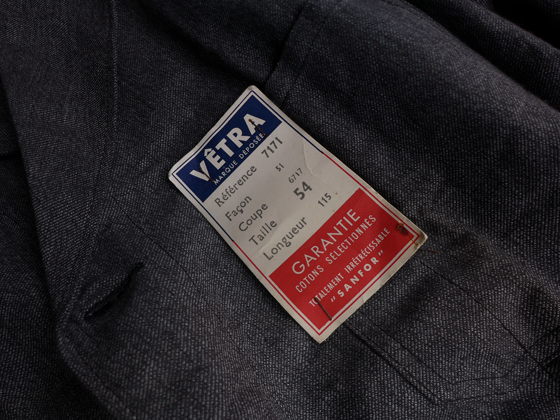 VÊTRA
MARQUE DÉPOSÉE
Référence 7171
Façon 51
Coupe 6717
Taille 54
Longueur 115
GARANTIE
COTONS SÉLECTIONNÉS
TOTALEMENT IRRÉTRÉCISSABLE
"SANFOR"